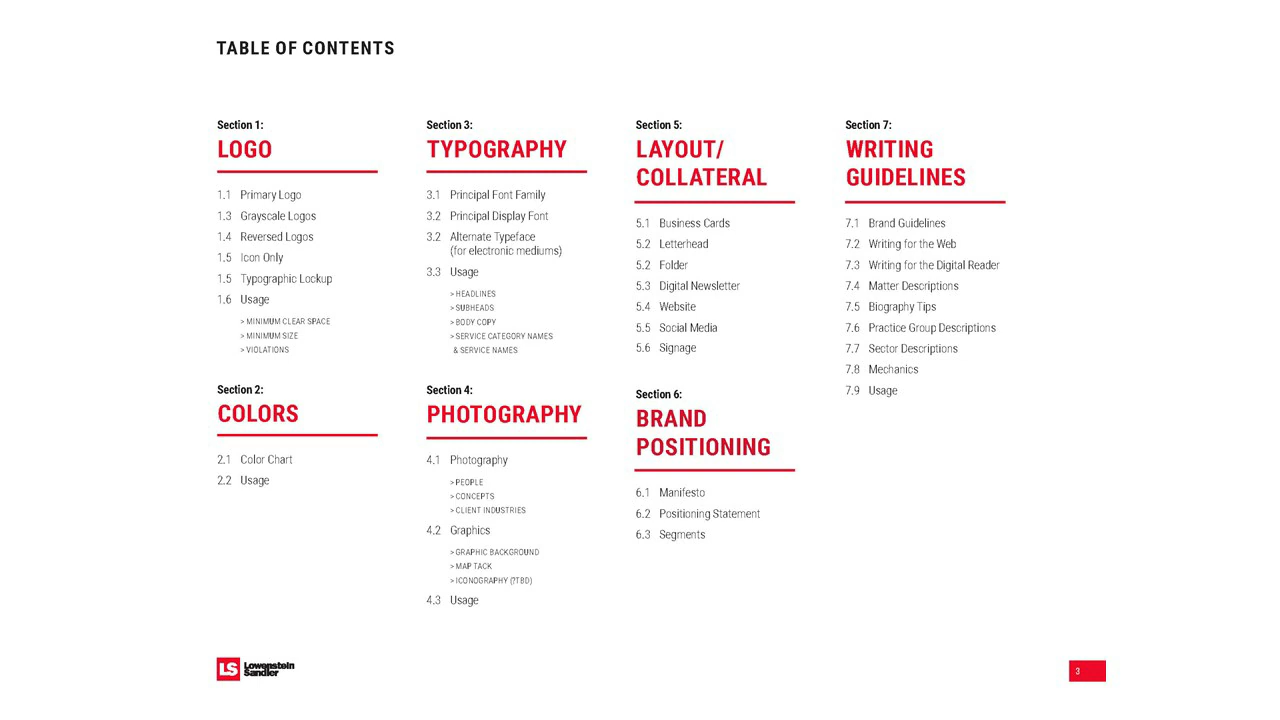 TABLE OF CONTENTS
Section 1:
LOGO
1.1 Primary Logo
1.3 Grayscale Logos
1.4 Reversed Logos
1.5 Icon Only
1.5 Typographic Lockup
1.6 Usage
> MINIMUM CLEAR SPACE
> MINIMUM SIZE
> VIOLATIONS
Section 2:
COLORS
2.1 Color Chart
2.2 Usage
Section 3:
TYPOGRAPHY
3.1 Principal Font Family
3.2 Principal Display Font
3.2 Alternate Typeface
(for electronic mediums)
3.3 Usage
> HEADLINES
> SUBHEADS
> BODY COPY
> SERVICE CATEGORY NAMES
& SERVICE NAMES
Section 4:
PHOTOGRAPHY
4.1 Photography
> PEOPLE
> CONCEPTS
> CLIENT INDUSTRIES
4.2 Graphics
> GRAPHIC BACKGROUND
> MAP TACK
> ICONOGRAPHY (?TBD)
4.3 Usage
Section 5:
LAYOUT/
COLLATERAL
5.1 Business Cards
5.2 Letterhead
5.2 Folder
5.3 Digital Newsletter
5.4 Website
5.5 Social Media
5.6 Signage
Section 6:
BRAND
POSITIONING
6.1 Manifesto
6.2 Positioning Statement
6.3 Segments
Section 7:
WRITING
GUIDELINES
7.1 Brand Guidelines
7.2 Writing for the Web
7.3 Writing for the Digital Reader
7.4 Matter Descriptions
7.5 Biography Tips
7.6 Practice Group Descriptions
7.7 Sector Descriptions
7.8 Mechanics
7.9 Usage
LS Lowenstein
Sandler
3